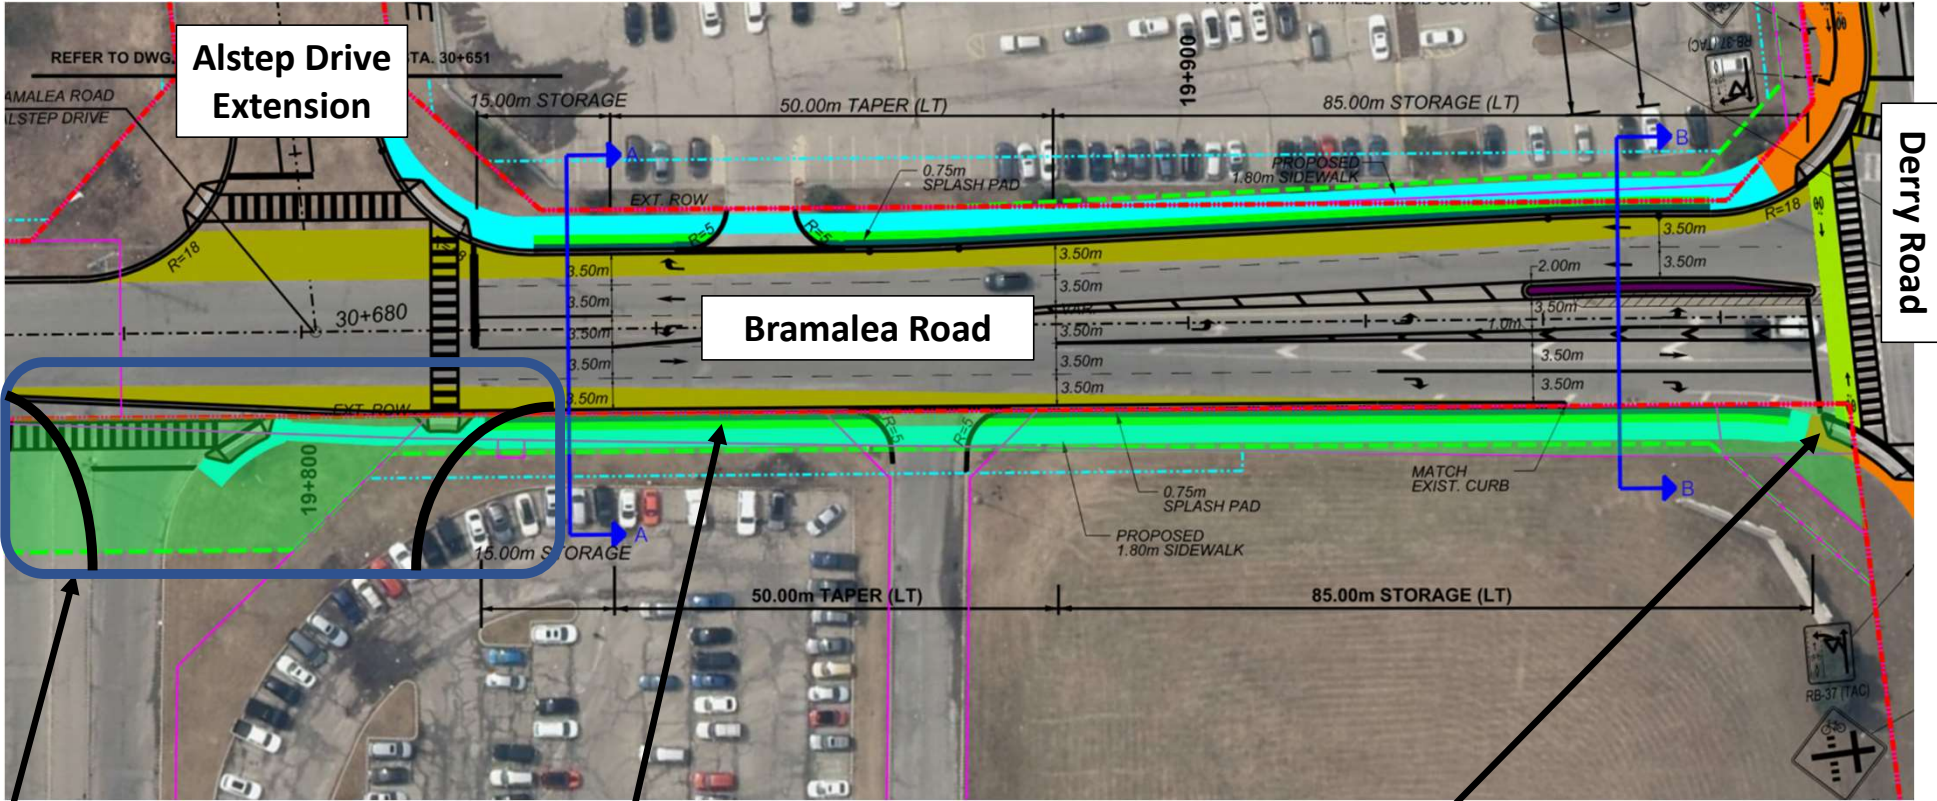 REFER TO DWG.
STA. 30+651
Alstep Drive
Extension
AMALEA ROAD
ALSTEP DRIVE
15.00m STORAGE
50.00m TAPER (LT)
85.00m STORAGE (LT)
19+900
RB-37 (TAC)
A
B
PROPOSED
1.80m SIDEWALK
0.75m
SPLASH PAD
EXT. ROW
R=5
R=5
R=18
R=18
Derry Road
3.50m
3.50m
3.50m
3.50m
2.00m
3.50m
3.50m
3.50m
3.50m
1.0m
3.50m
3.50m
3.50m
3.50m
3.50m
3.50m
3.50m
30+680
Bramalea Road
EXT. ROW
R=5
R=5
19+800
MATCH
EXIST. CURB
0.75m
SPLASH PAD
PROPOSED
1.80m SIDEWALK
A
B
15.00m STORAGE
50.00m TAPER (LT)
85.00m STORAGE (LT)
RB-37 (TAC)